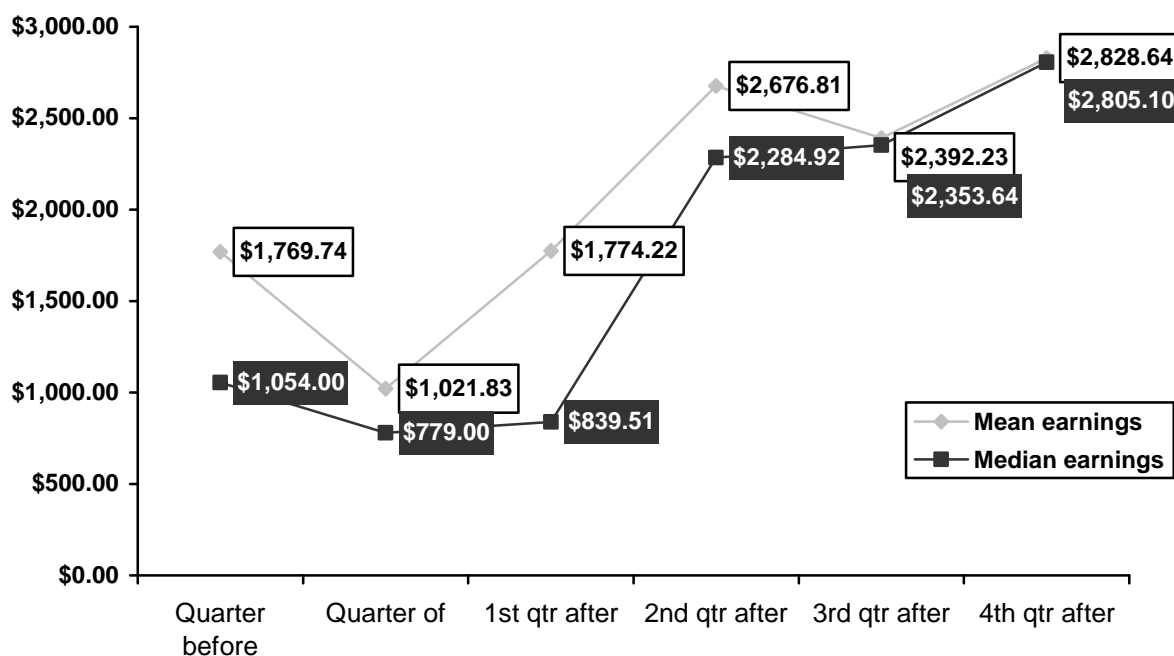 $3,000.00
$2,828.64
$2,676.81
$2,805.10
$2,500.00
$2,284.92
$2,392.23
$2,353.64
$2,000.00
$1,769.74
$1,774.22
$1,500.00
$1,054.00
$1,021.83
$1,000.00
$779.00
$839.51
Mean earnings
Median earnings
$500.00
$0.00
Quarter before
Quarter of
1st qtr after
2nd qtr after
3rd qtr after
4th qtr after